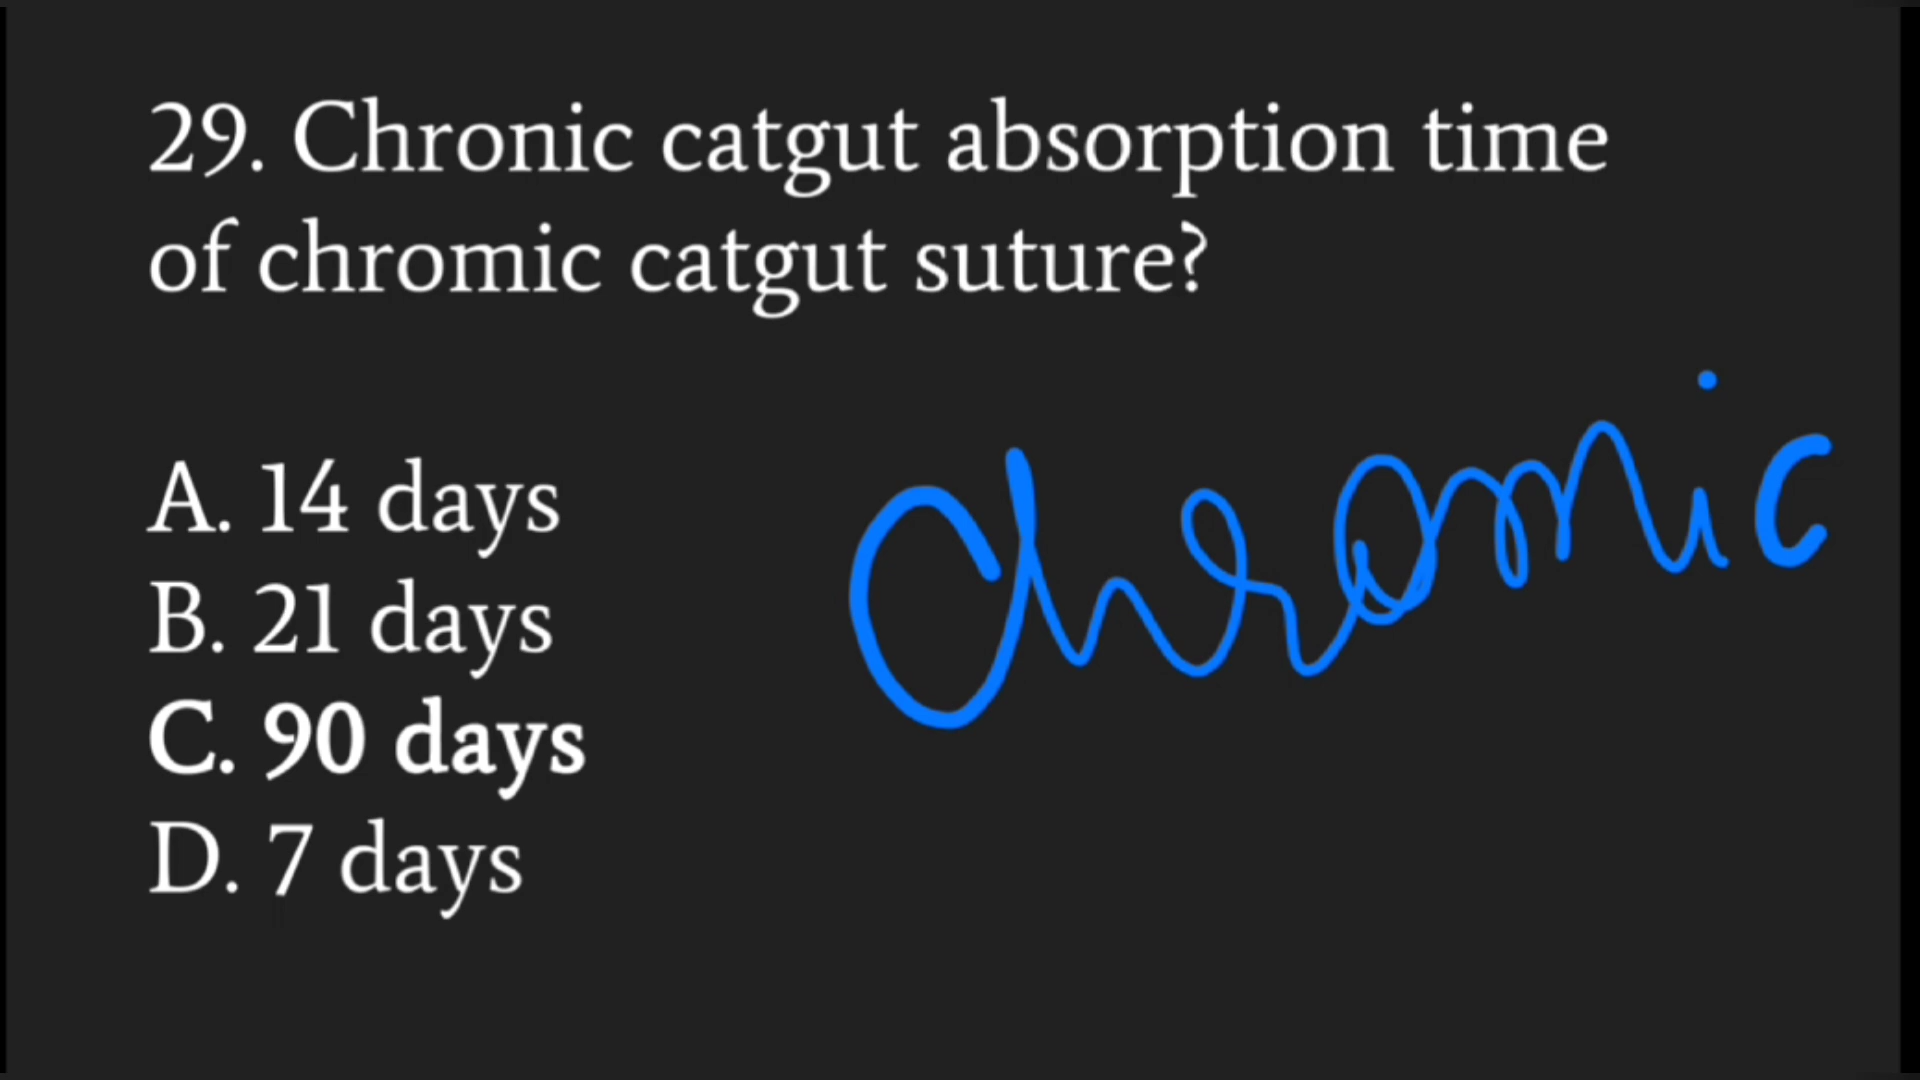 29. Chronic catgut absorption time
of chromic catgut suture?
A. 14 days
B. 21 days
C. 90 days
D. 7 days
Chromic